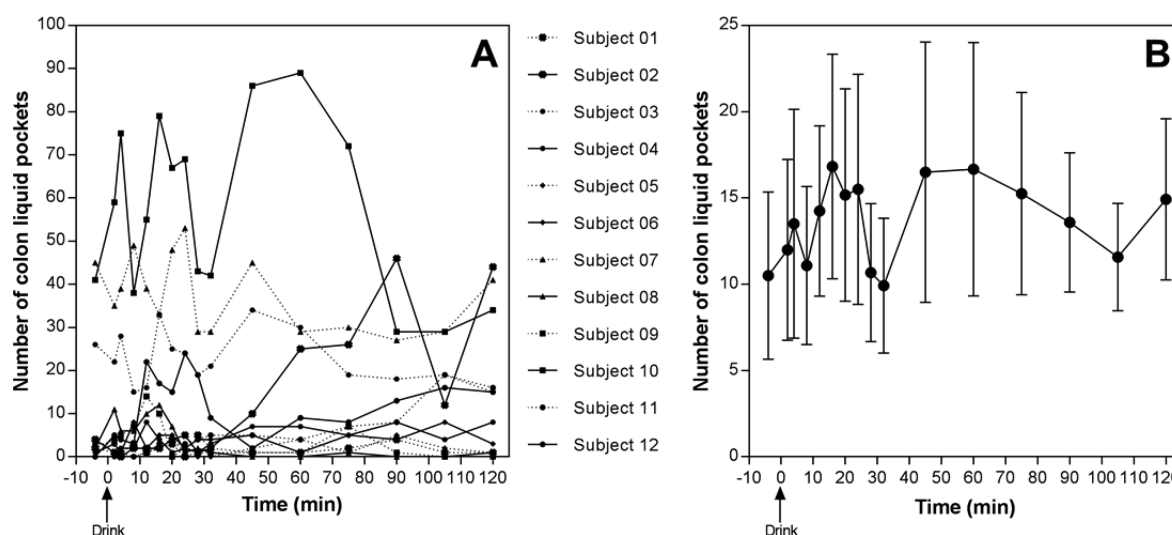 A
Number of colon liquid pockets
100
90
80
70
60
50
40
30
20
10
0
-10 0 10 20 30 40 50 60 70 80 90 100 110 120
Time (min)
Drink
Subject 01
Subject 02
Subject 03
Subject 04
Subject 05
Subject 06
Subject 07
Subject 08
Subject 09
Subject 10
Subject 11
Subject 12
B
Number of colon liquid pockets
25
20
15
10
5
0
-10 0 10 20 30 40 50 60 70 80 90 100 110 120
Time (min)
Drink